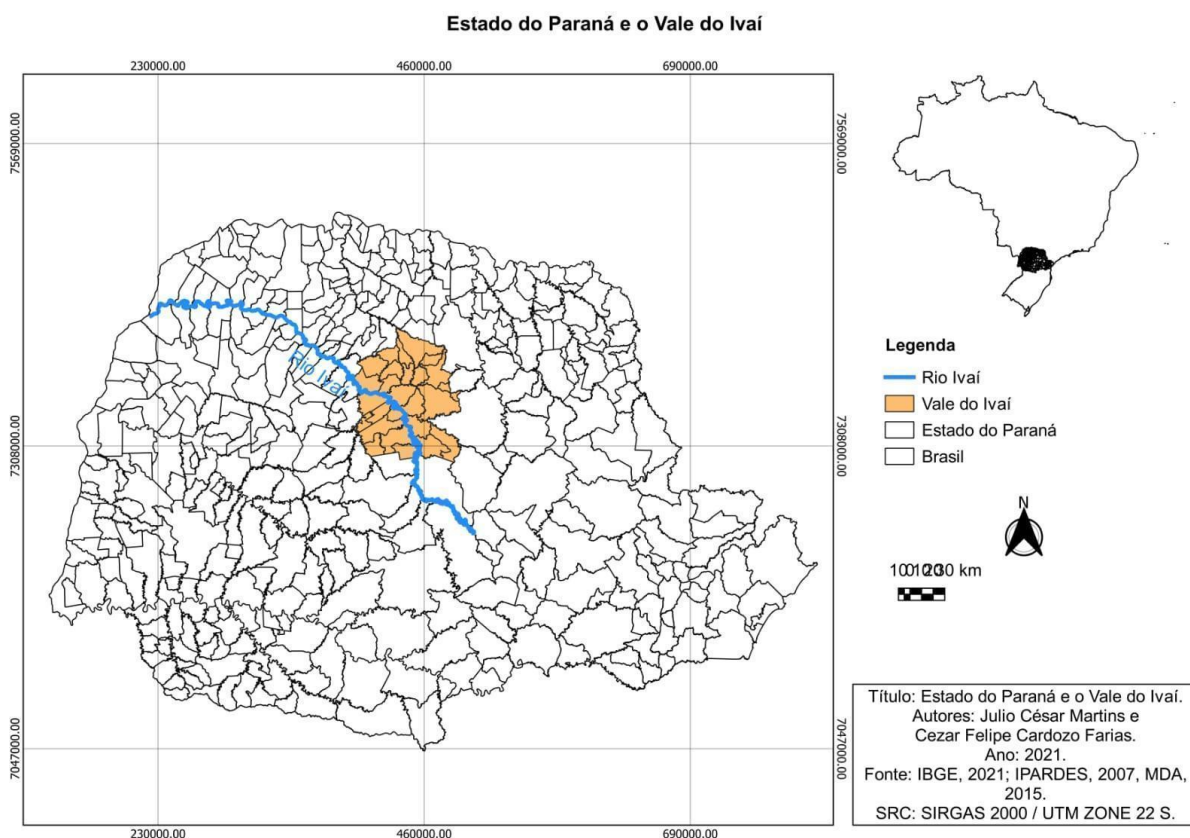 Estado do Paraná e o Vale do Ivaí
230000.00
460000.00
690000.00
7569000.00
7569000.00
Rio Ivaí
7308000.00
7308000.00
7047000.00
7047000.00
230000.00
460000.00
690000.00
Legenda
Rio Ivaí
Vale do Ivaí
Estado do Paraná
Brasil
N
km
Título: Estado do Paraná e o Vale do Ivaí.
Autores: Julio César Martins e
Cezar Felipe Cardozo Farias.
Ano: 2021.
Fonte: IBGE, 2021; IPARDES, 2007, MDA,
2015.
SRC: SIRGAS 2000 / UTM ZONE 22 S.